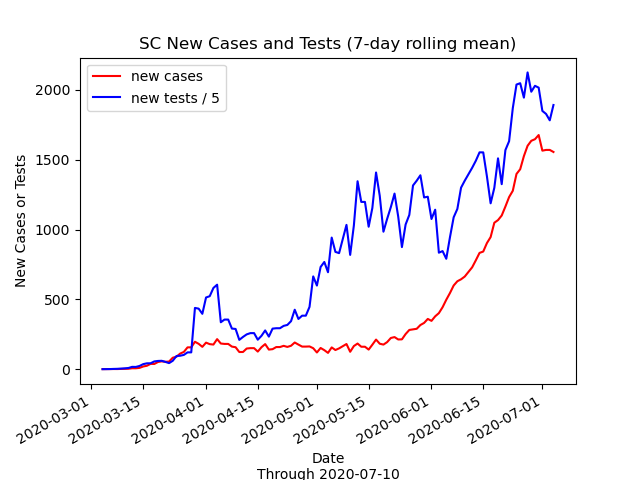 SC New Cases and Tests (7-day rolling mean)
new cases
new tests / 5
New Cases or Tests
2000
1500
1000
500
0
2020-03-01
2020-03-15
2020-04-01
2020-04-15
2020-05-01
2020-05-15
2020-06-01
2020-06-15
2020-07-01
Date
Through 2020-07-10